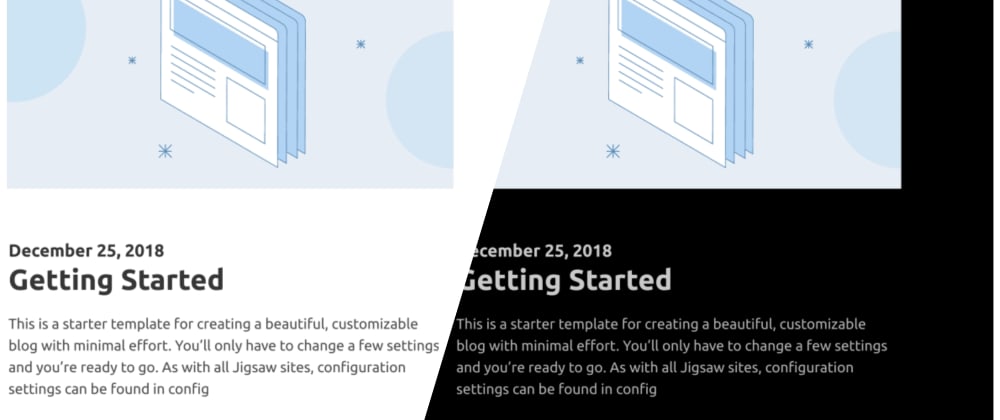 December 25, 2018
Getting Started
This is a starter template for creating a beautiful, customizable
blog with minimal effort. You'll only have to change a few settings
and you're ready to go. As with all Jigsaw sites, configuration
settings can be found in config
ecember 25, 2018
Getting Started
This is a starter template for creating a beautiful, customizable
blog with minimal effort. You'll only have to change a few settings
and you're ready to go. As with all Jigsaw sites, configuration
settings can be found in config